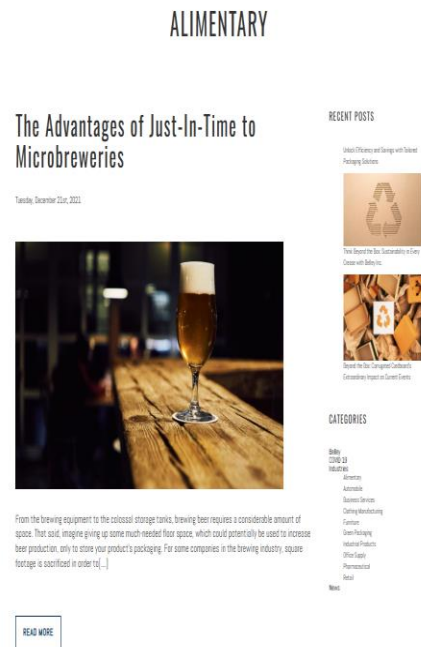 ALIMENTARY
The Advantages of Just-In-Time to
Microbreweries
Tuesday, December 21st, 2021
From the brewing equipment to the colossal storage tanks, brewing beer requires a considerable amount of
space. That said, imagine giving up some much-needed floor space, which could potentially be used to increase
beer production, only to store your product's packaging. For some companies in the brewing industry, square
footage is sacrificed in order to[...]
READ MORE
RECENT POSTS
Unlock Efficiency and Savings with Tailored
Packaging Solutions
Think Beyond the Box: Sustainability in Every
Crease with Belley Inc.
Beyond the Box: Corrugated Cardboard's
Extraordinary Impact on Current Events
CATEGORIES
Belley
COVID 19
Industries
Alimentary
Automobile
Business Services
Clothing Manufacturing
Furniture
Green Packaging
Industrial Products
Office Supply
Pharmaceutical
Retail
News